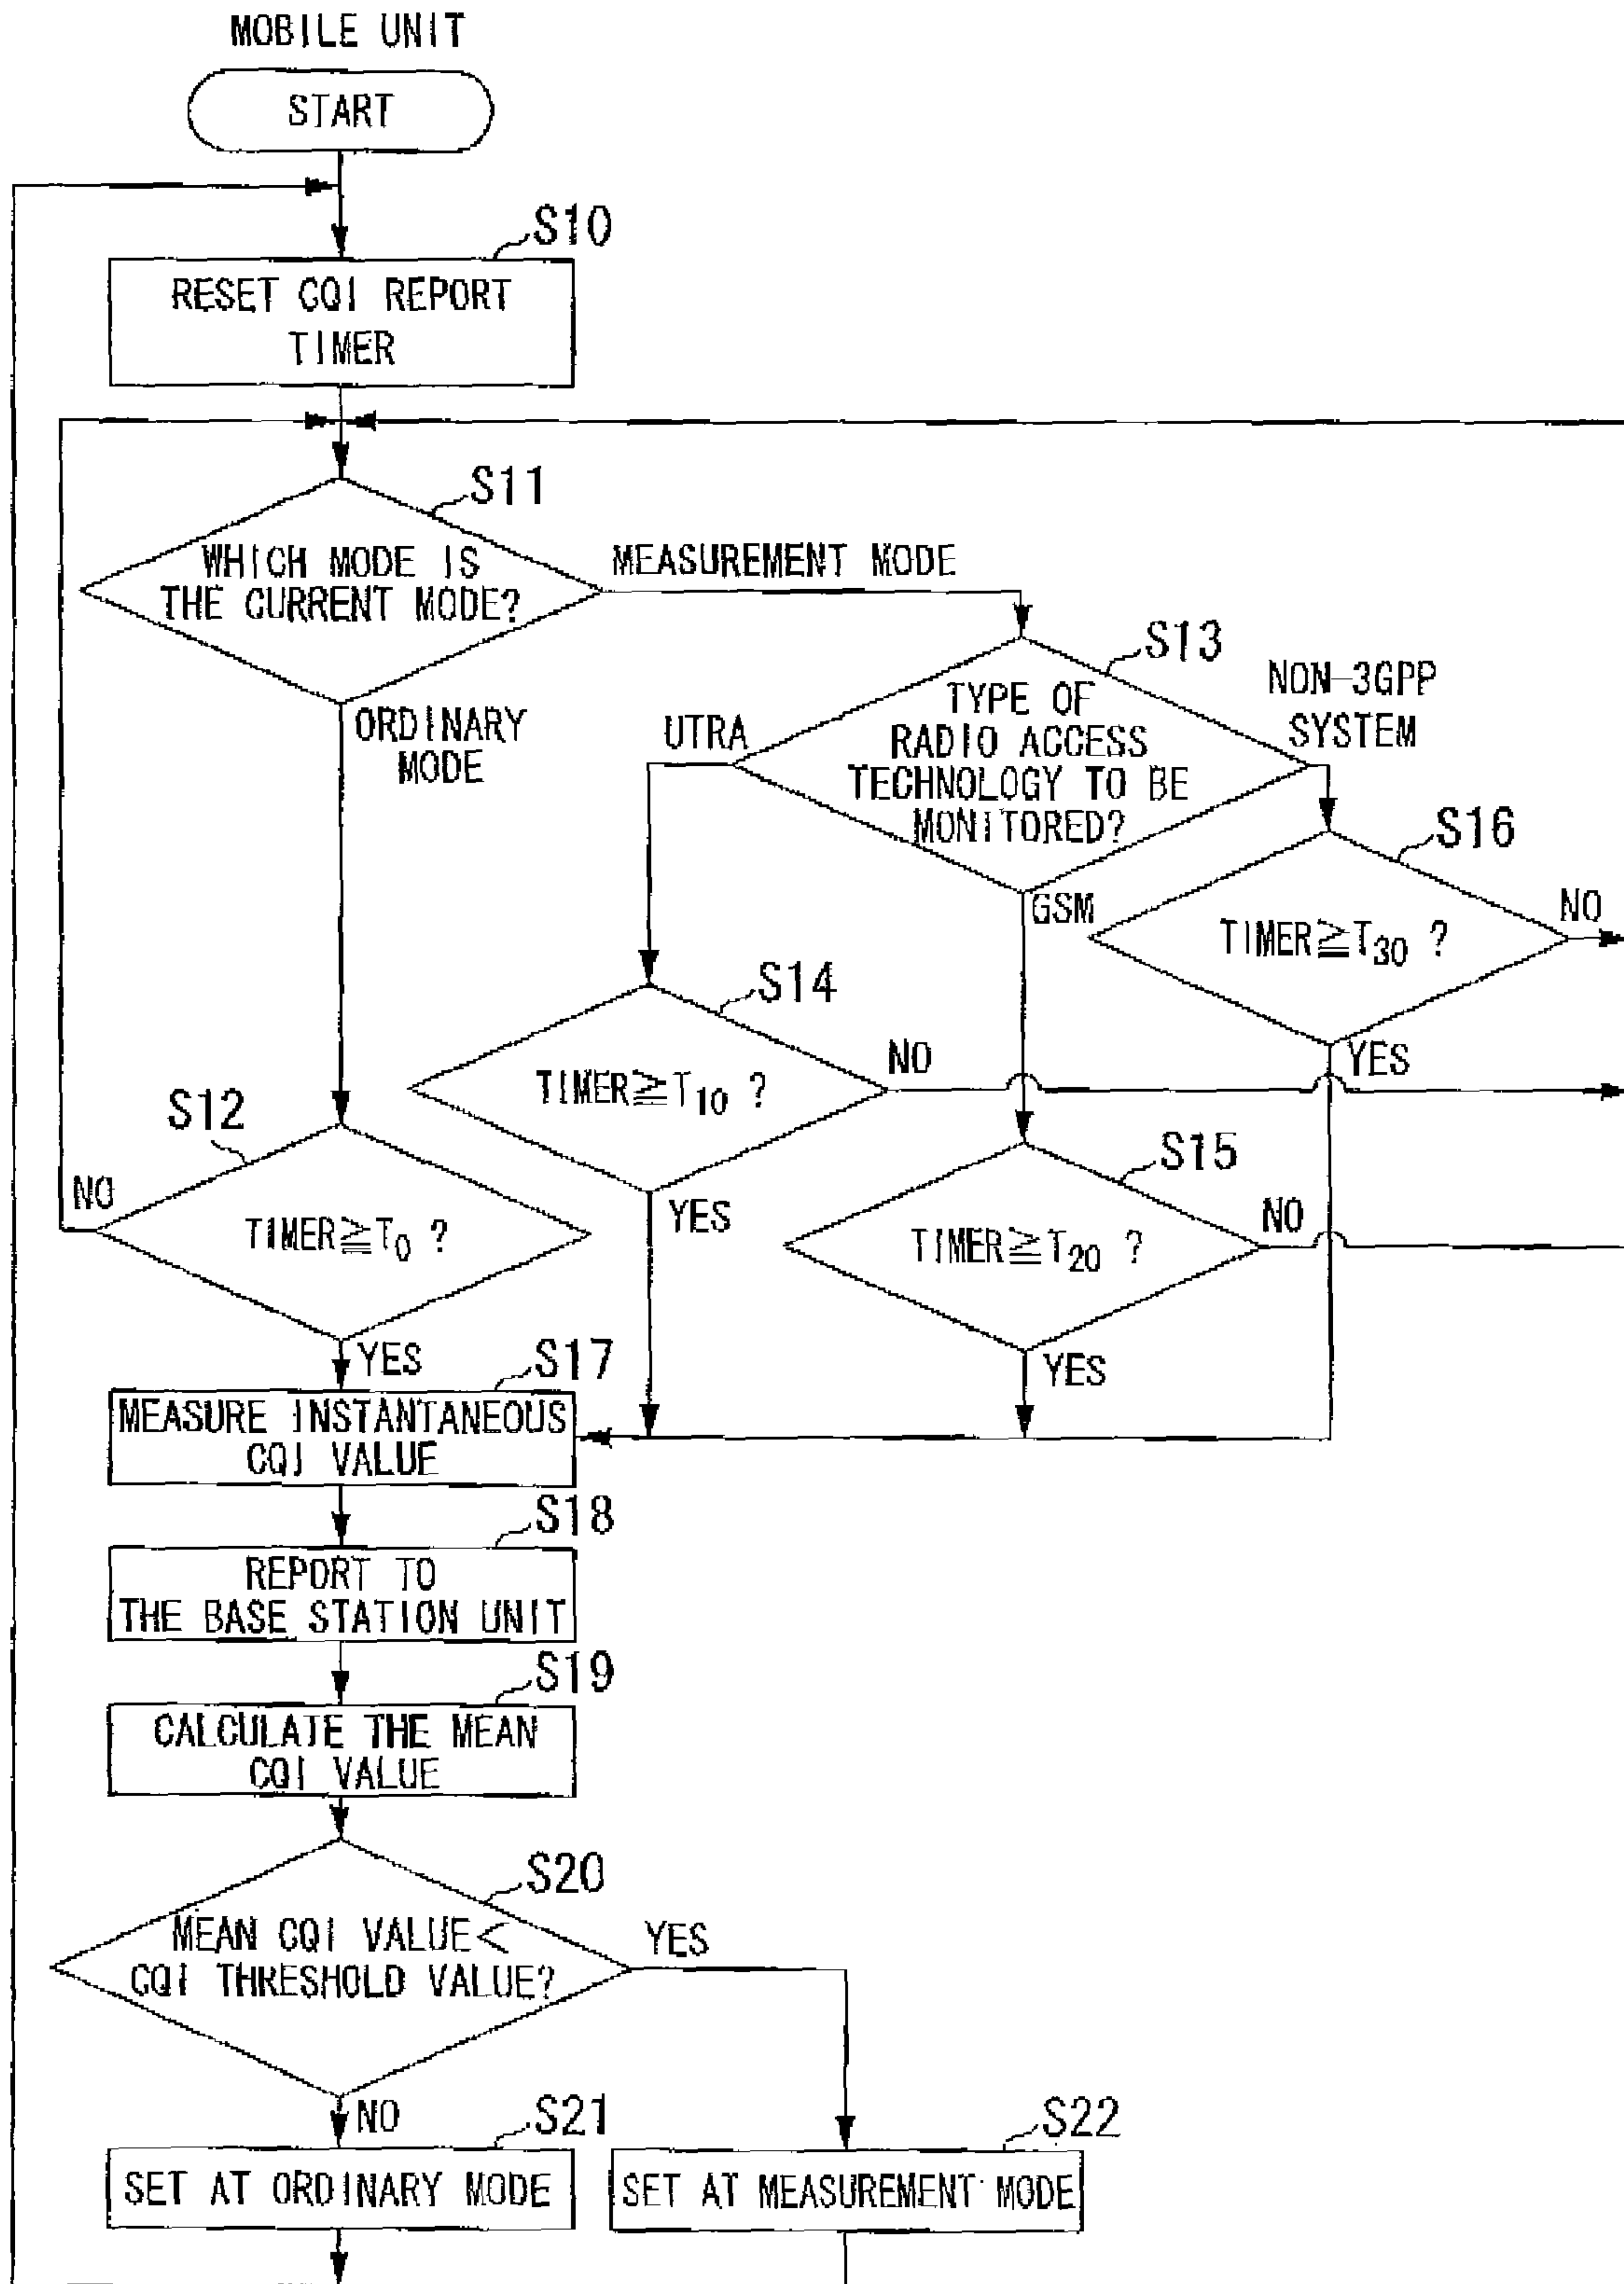 MOBILE UNIT
START
S10
RESET CQI REPORT
TIMER
S11
WHICH MODE IS
THE CURRENT MODE?
MEASUREMENT MODE
ORDINARY
MODE
S13
TYPE OF
RADIO ACCESS
TECHNOLOGY TO BE
MONITORED?
UTRA
NON-3GPP
SYSTEM
GSM
S16
TIMER≧T30 ?
NO
YES
S14
TIMER≧T10 ?
NO
YES
S12
TIMER≧T0 ?
NO
YES
S15
TIMER≧T20 ?
NO
YES
S17
MEASURE INSTANTANEOUS
CQI VALUE
S18
REPORT TO
THE BASE STATION UNIT
S19
CALCULATE THE MEAN
CQI VALUE
S20
MEAN CQI VALUE<
CQI THRESHOLD VALUE?
YES
NO
S21
SET AT ORDINARY MODE
S22
SET AT MEASUREMENT MODE